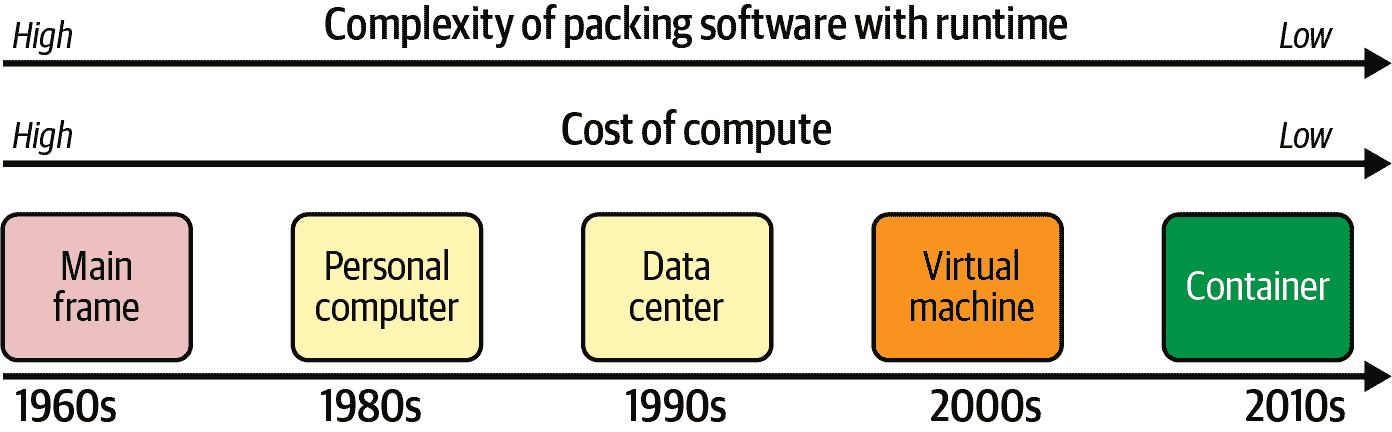 High Complexity of packing software with runtime Low
High Cost of compute Low
Main
frame
Personal
computer
Data
center
Virtual
machine
Container
1960s 1980s 1990s 2000s 2010s